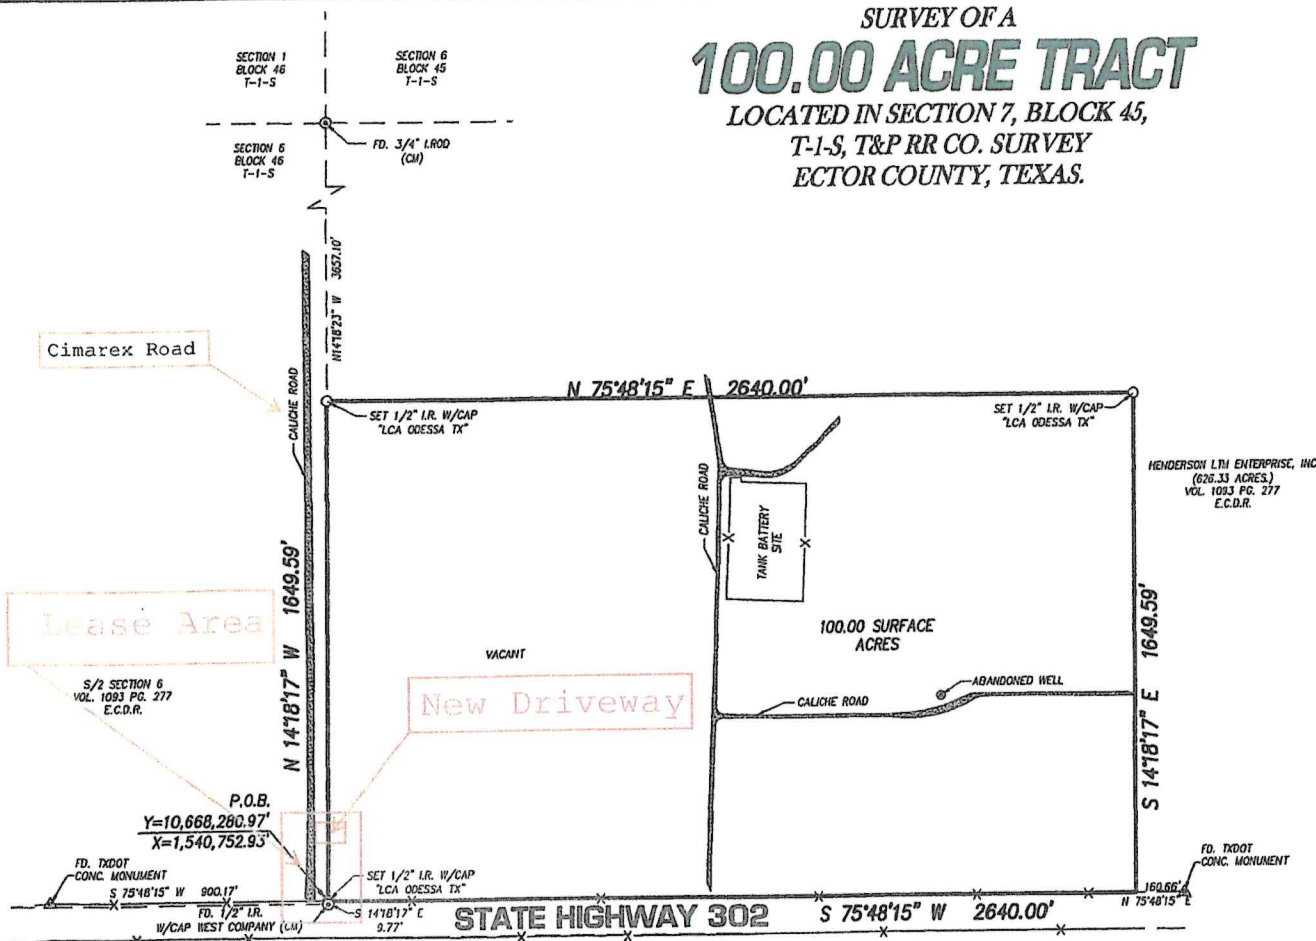 SURVEY OF A
100.00 ACRE TRACT
LOCATED IN SECTION 7, BLOCK 45,
T-1-S, T&P RR CO. SURVEY
ECTOR COUNTY, TEXAS.
SECTION 1
BLOCK 46
T-1-S
SECTION 6
BLOCK 45
T-1-S
SECTION 6
BLOCK 46
T-1-S
FD. 3/4" I.ROD
(CM)
N14°18'23" W 3657.10'
Cimarex Road
CALICHE ROAD
N 75°48'15" E 2640.00'
SET 1/2" I.R. W/CAP
"LCA ODESSA TX"
SET 1/2" I.R. W/CAP
"LCA ODESSA TX"
HENDERSON LTM ENTERPRISE, INC
(626.33 ACRES)
VOL. 1093 PG. 277
E.C.D.R.
CALICHE ROAD
TANK BATTERY
SITE
N 14°18'17" W 1649.59'
S 14°18'17" E 1649.59'
Lease Area
100.00 SURFACE
ACRES
VACANT
S/2 SECTION 6
VOL. 1093 PG. 277
E.C.D.R.
New Driveway
ABANDONED WELL
CALICHE ROAD
P.O.B.
Y=10,668,280.97'
X=1,540,752.93'
FD. TXDOT
CONC. MONUMENT
SET 1/2" I.R. W/CAP
"LCA ODESSA TX"
FD. TXDOT
CONC. MONUMENT
S 75°48'15" W 900.17'
FD. 1/2" I.R.
W/CAP WEST COMPANY (CM)
S 14°18'17" E
9.77'
STATE HIGHWAY 302
S 75°48'15" W 2640.00'
160.66'
N 75°48'15" E